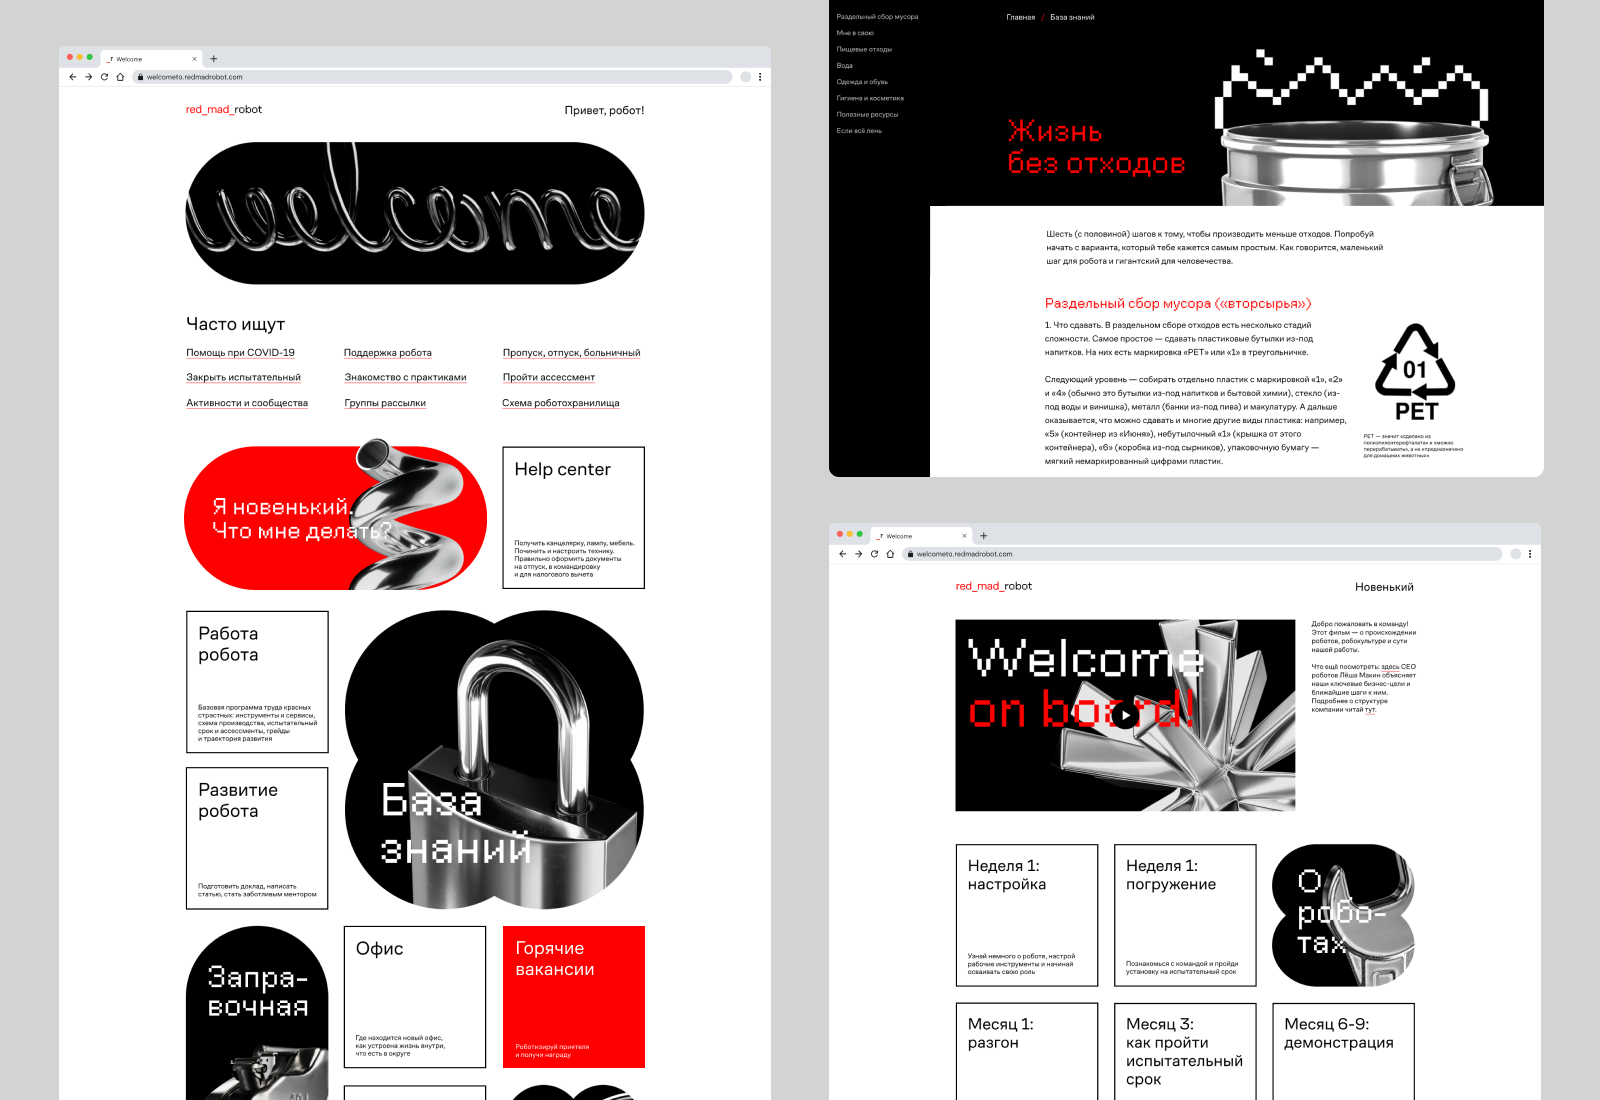 _r Welcome
welcometo.redmadrobot.com
red_mad_robot
Привет, робот!
welcome
Часто ищут
Помощь при COVID-19
Поддержка робота
Пропуск, отпуск, больничный
Закрыть испытательный
Знакомство с практиками
Пройти ассессмент
Активности и сообщества
Группы рассылки
Схема роботохранилища
Я новенький.
Что мне делать?
Help center
Получить канцелярку, лампу, мебель.
Починить и настроить технику.
Правильно оформить документы
на отпуск, в командировку
и для налогового вычета
Работа
робота
Базовая программа труда красных
страстных: инструменты и сервисы,
схема производства, испытательный
срок и ассессменты, грейды
и траектория развития
База
знаний
Развитие
робота
Подготовить доклад, написать
статью, стать заботливым ментором
Запра-
вочная
Офис
Где находится новый офис,
как устроена жизнь внутри,
что есть в округе
Горячие
вакансии
Роботизируй приятеля
и получи награду
Раздельный сбор мусора
Мне в свою
Пищевые отходы
Вода
Одежда и обувь
Гигиена и косметика
Полезные ресурсы
Если всё лень
Главная / База знаний
Жизнь
без отходов
Шесть (с половиной) шагов к тому, чтобы производить меньше отходов. Попробуй
начать с варианта, который тебе кажется самым простым. Как говорится, маленький
шаг для робота и гигантский для человечества.
Раздельный сбор мусора («вторсырья»)
1. Что сдавать. В раздельном сборе отходов есть несколько стадий
сложности. Самое простое — сдавать пластиковые бутылки из-под
напитков. На них есть маркировка «PET» или «1» в треугольничке.
Следующий уровень — собирать отдельно пластик с маркировкой «1», «2»
и «4» (обычно это бутылки из-под напитков и бытовой химии), стекло (из-
под воды и винишка), металл (банки из-под пива) и макулатуру. А дальше
оказывается, что можно сдавать и многие другие виды пластика: например,
«5» (контейнер из «Июня»), небутылочный «1» (крышка от этого
контейнера), «6» (коробка из-под сырников), упаковочную бумагу —
мягкий немаркированный цифрами пластик.
01
PET
PET — значит «сделано из
полиэтилентерефталата» и «можно
перерабатывать», а не «предназначено
для домашних животных»
_r Welcome
welcometo.redmadrobot.com
red_mad_robot
Новенький
Welcome
on board!
Добро пожаловать в команду!
Этот фильм — о происхождении
роботов, робокультуре и сути
нашей работы.
Что ещё посмотреть: здесь CEO
роботов Лёша Макин объясняет
наши ключевые бизнес-цели и
ближайшие шаги к ним.
Подробнее о структуре
компании читай тут.
Неделя 1:
настройка
Узнай немного о роботе, настрой
рабочие инструменты и начинай
осваивать свою роль
Неделя 1:
погружение
Познакомься с командой и пройди
установку на испытательный срок
О
робо-
тах
Месяц 1:
разгон
Месяц 3:
как пройти
испытательный
срок
Месяц 6-9:
демонстрация